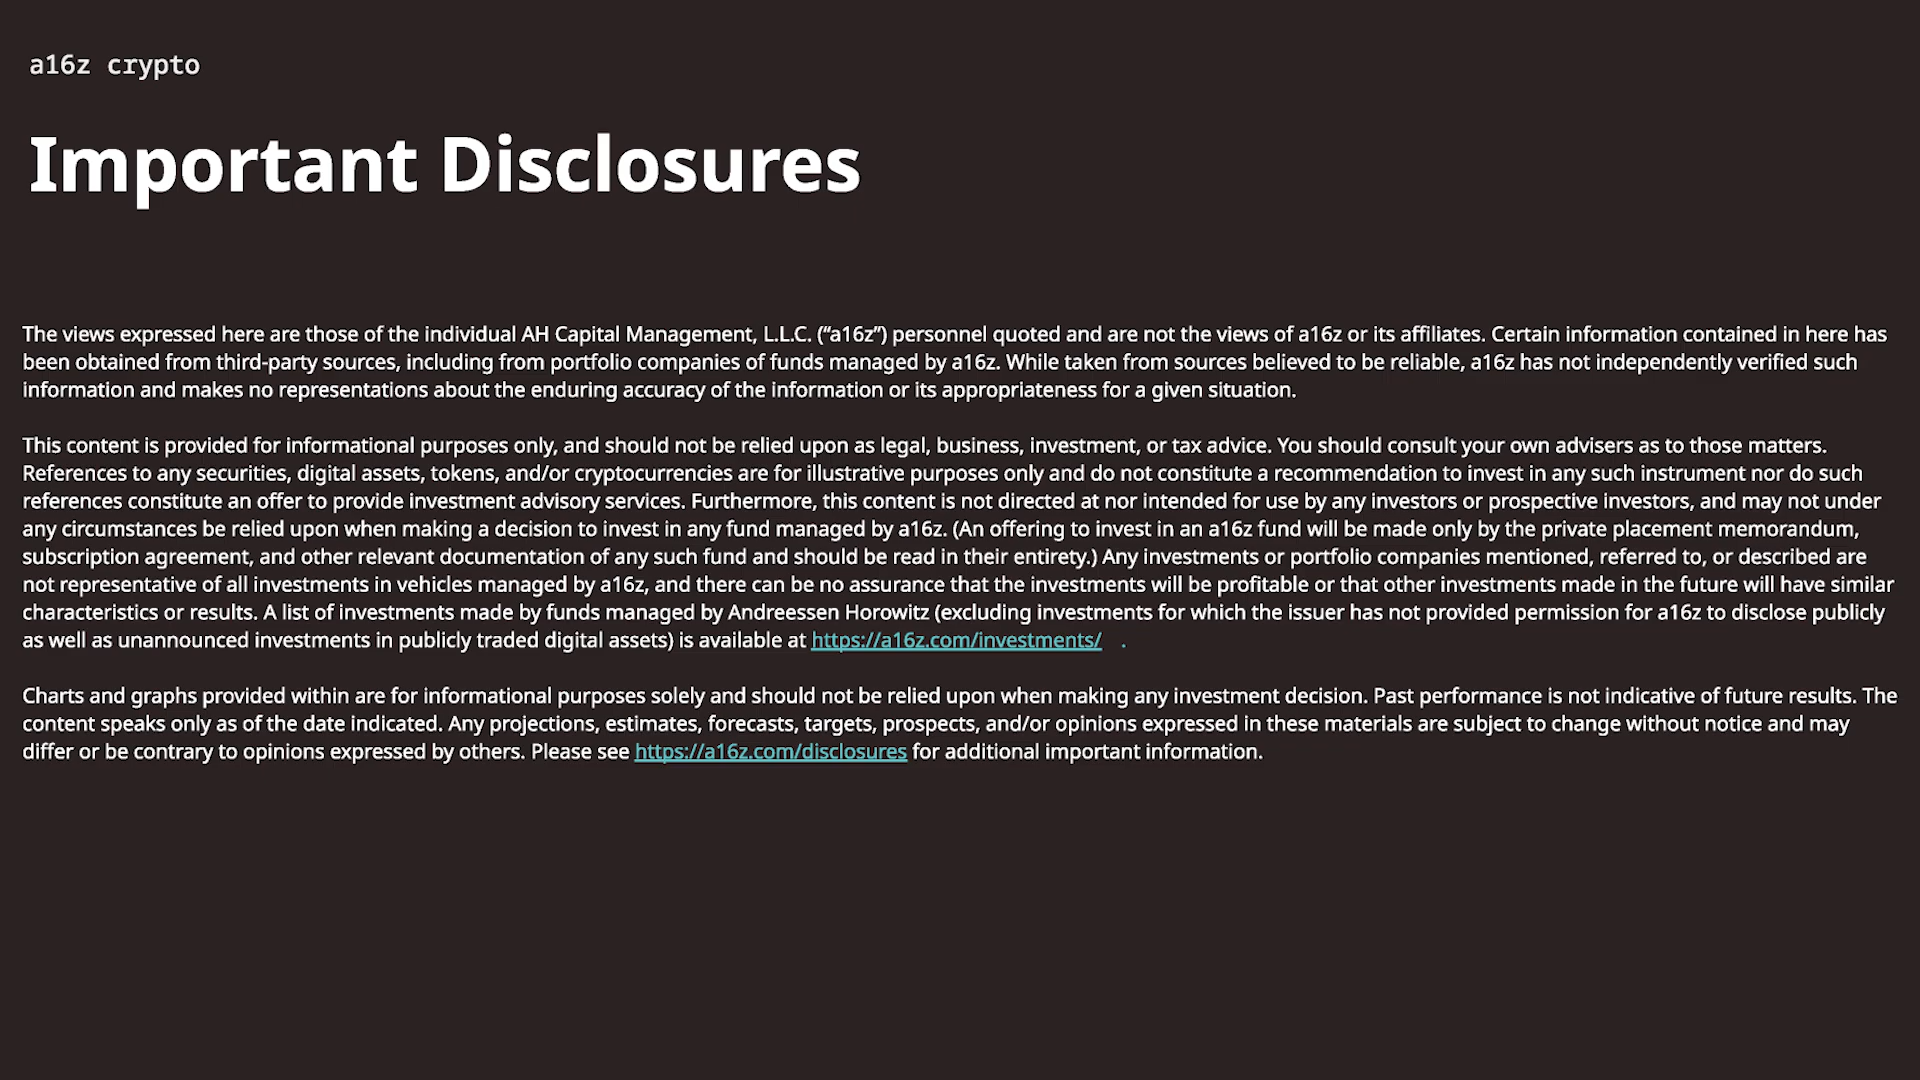 a16z crypto
Important Disclosures
The views expressed here are those of the individual AH Capital Management, L.L.C. (“a16z”) personnel quoted and are not the views of a16z or its affiliates. Certain information contained in here has
been obtained from third-party sources, including from portfolio companies of funds managed by a16z. While taken from sources believed to be reliable, a16z has not independently verified such
information and makes no representations about the enduring accuracy of the information or its appropriateness for a given situation.
This content is provided for informational purposes only, and should not be relied upon as legal, business, investment, or tax advice. You should consult your own advisers as to those matters.
References to any securities, digital assets, tokens, and/or cryptocurrencies are for illustrative purposes only and do not constitute a recommendation to invest in any such instrument nor do such
references constitute an offer to provide investment advisory services. Furthermore, this content is not directed at nor intended for use by any investors or prospective investors, and may not under
any circumstances be relied upon when making a decision to invest in any fund managed by a16z. (An offering to invest in an a16z fund will be made only by the private placement memorandum,
subscription agreement, and other relevant documentation of any such fund and should be read in their entirety.) Any investments or portfolio companies mentioned, referred to, or described are
not representative of all investments in vehicles managed by a16z, and there can be no assurance that the investments will be profitable or that other investments made in the future will have similar
characteristics or results. A list of investments made by funds managed by Andreessen Horowitz (excluding investments for which the issuer has not provided permission for a16z to disclose publicly
as well as unannounced investments in publicly traded digital assets) is available at https://a16z.com/investments/ .
Charts and graphs provided within are for informational purposes solely and should not be relied upon when making any investment decision. Past performance is not indicative of future results. The
content speaks only as of the date indicated. Any projections, estimates, forecasts, targets, prospects, and/or opinions expressed in these materials are subject to change without notice and may
differ or be contrary to opinions expressed by others. Please see https://a16z.com/disclosures for additional important information.